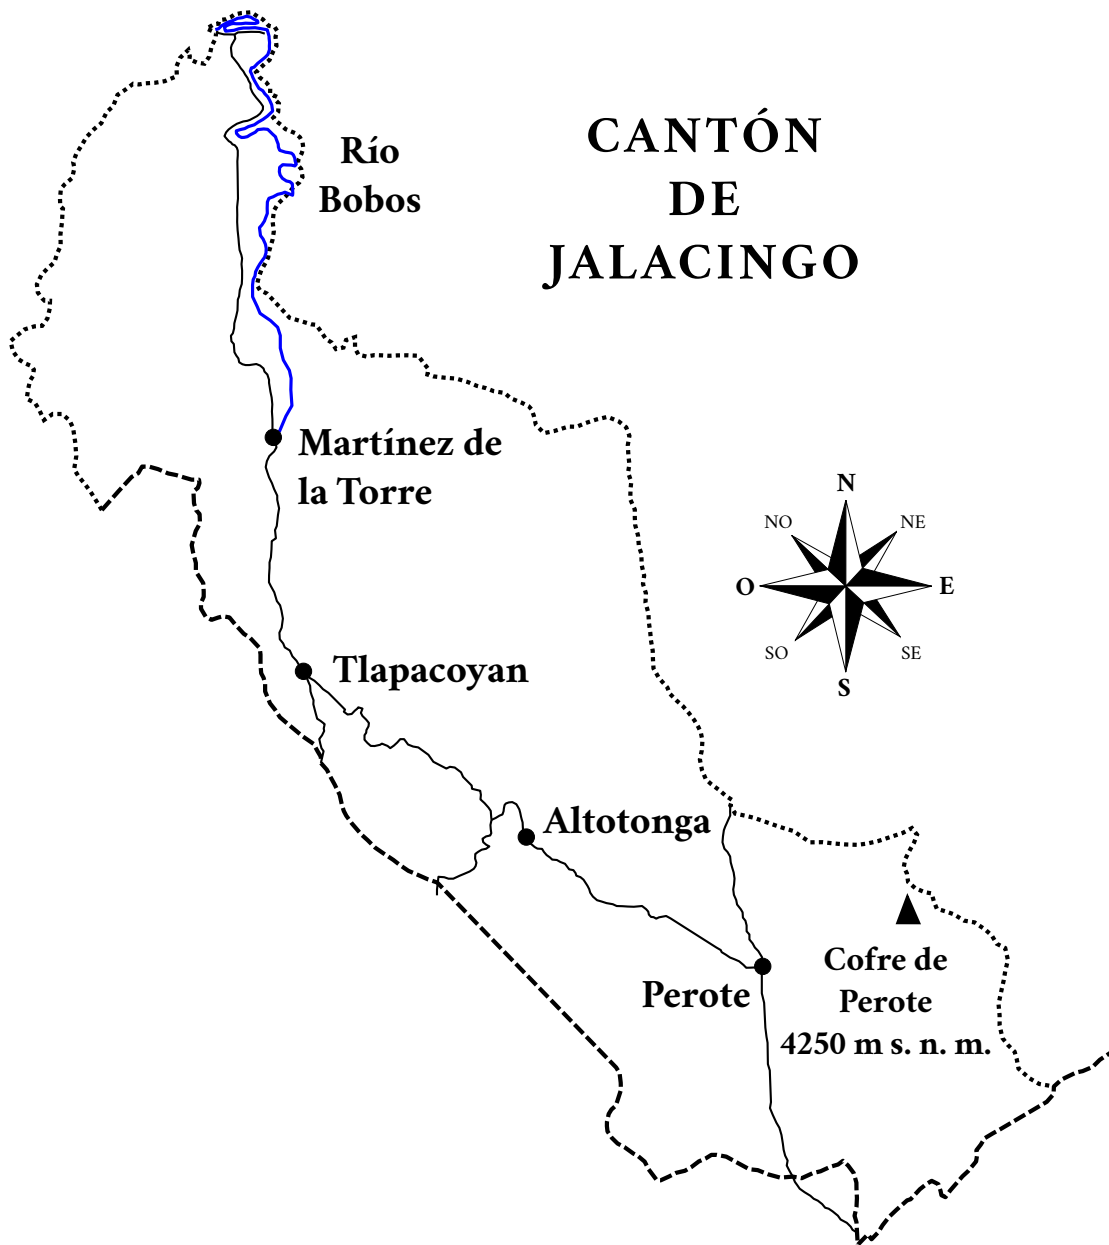 CANTÓN
DE
JALACINGO
Río
Bobos
Martínez de
la Torre
N
NO
NE
O
E
SO
SE
S
Tlapacoyan
Altotonga
Perote
Cofre de
Perote
4250 m s. n. m.